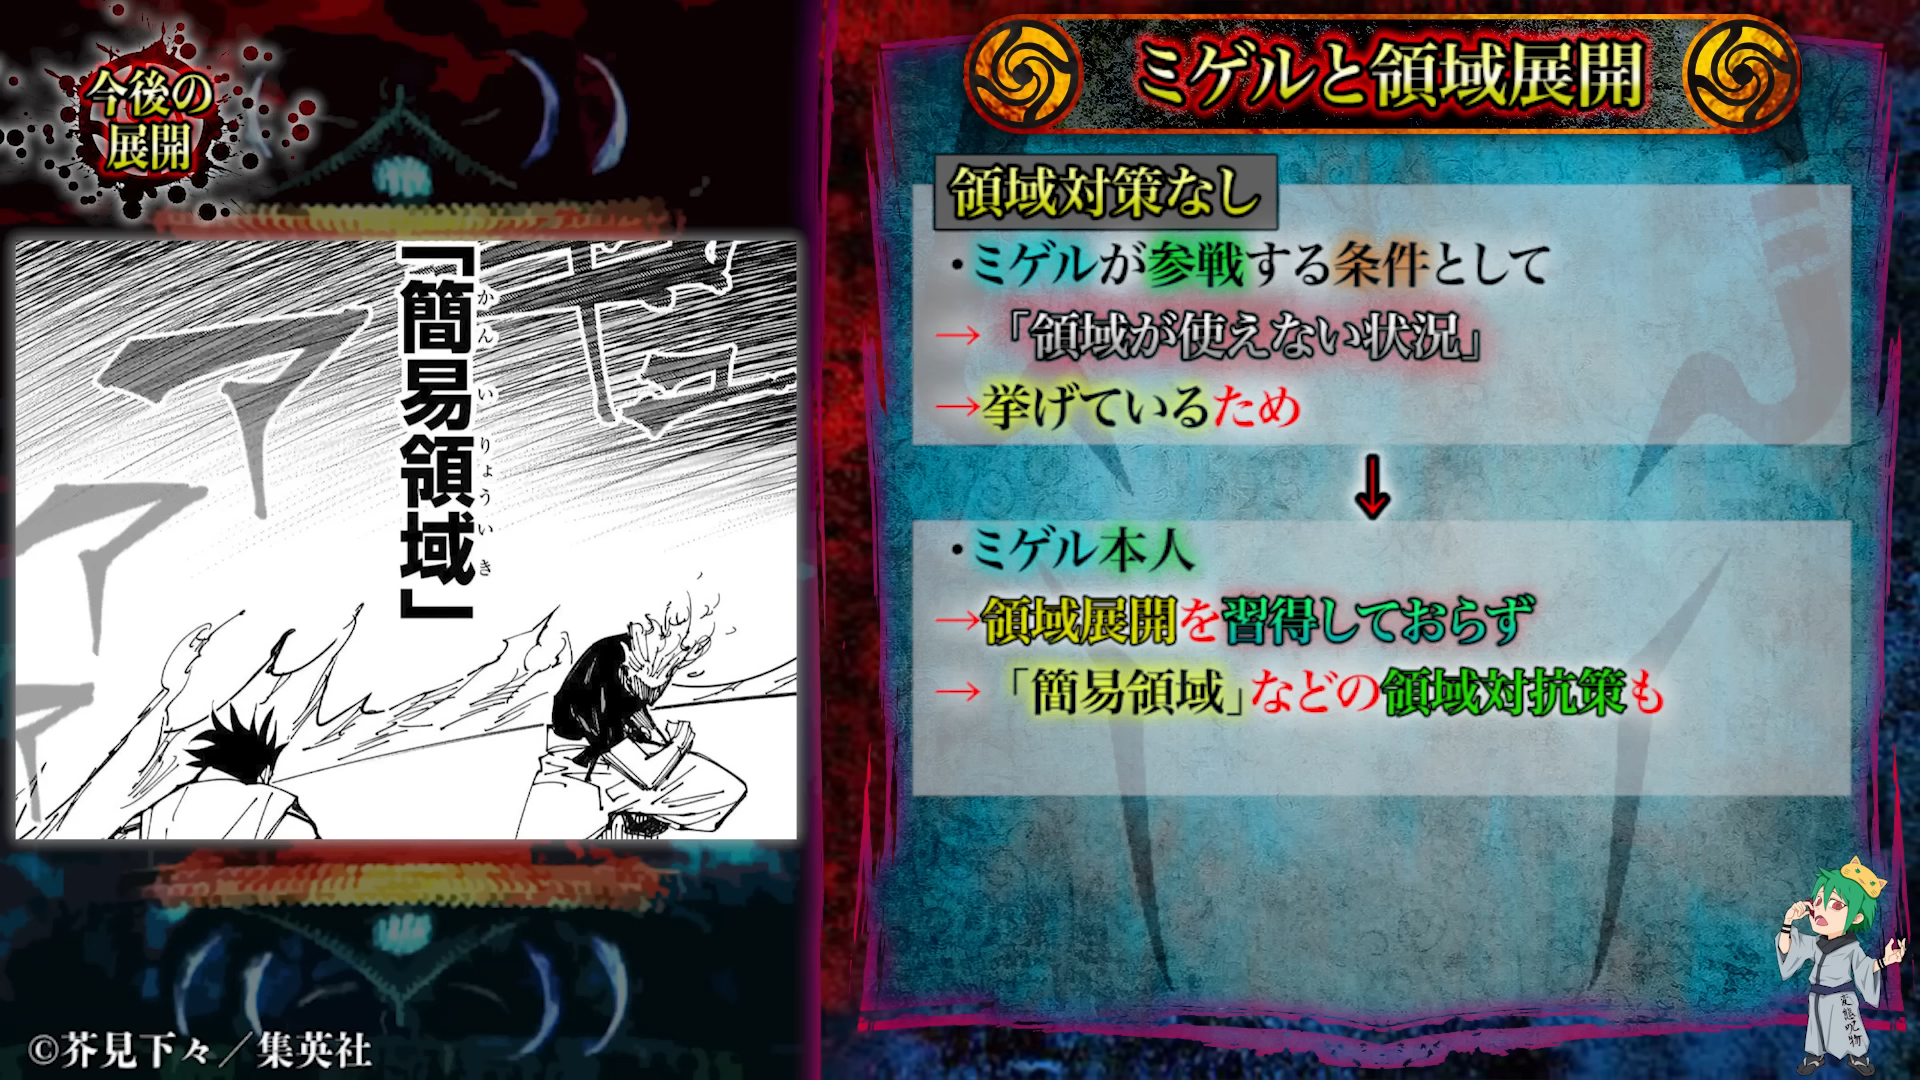 今後の
展開
ミゲルと領域展開
領域対策なし
・ミゲルが参戦する条件として
→「領域が使えない状況」
→挙げているため
↓
・ミゲル本人
→領域展開を習得しておらず
→「簡易領域」などの領域対抗策も
「簡易領域」
かんいりょういき
©芥見下々／集英社
変態呪物